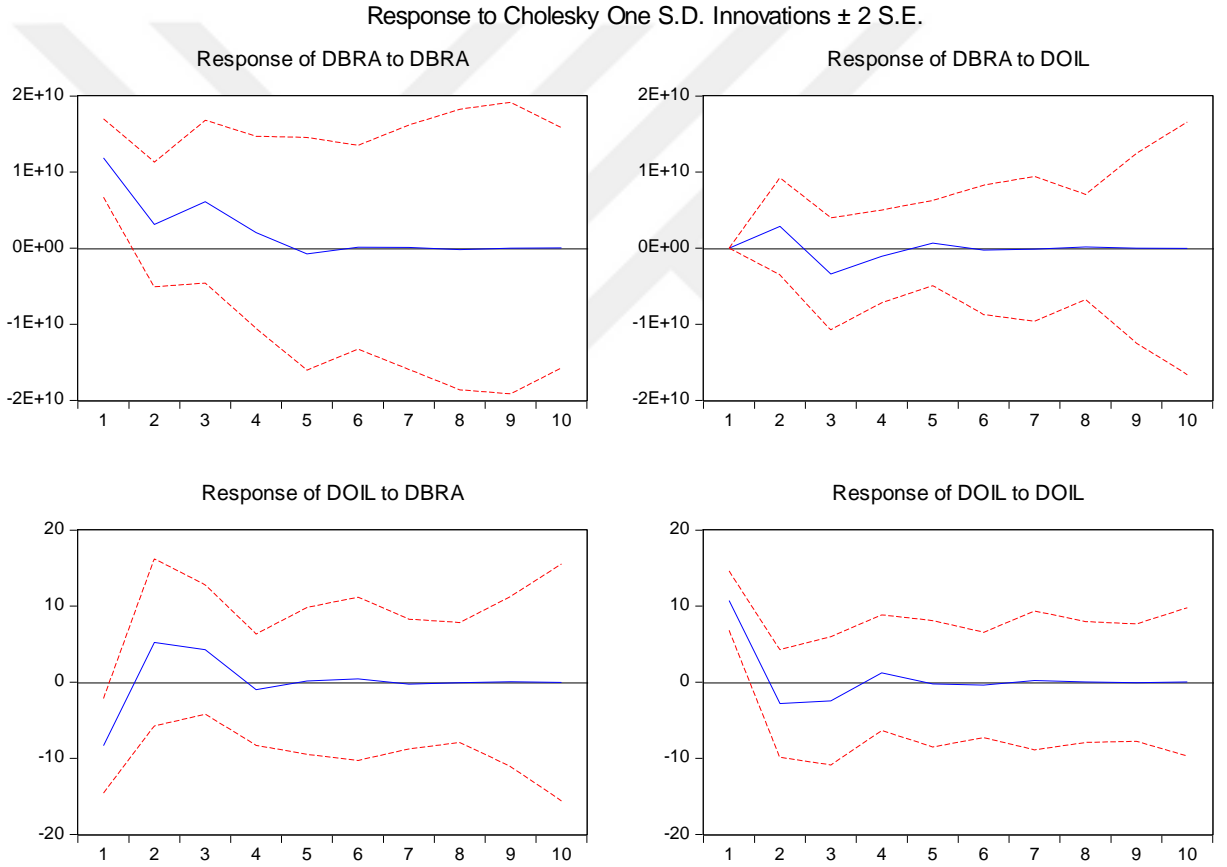 Response to Cholesky One S.D. Innovations ± 2 S.E.
Response of DBRA to DBRA
2E+10
1E+10
0E+00
-1E+10
-2E+10
1 2 3 4 5 6 7 8 9 10
Response of DBRA to DOIL
2E+10
1E+10
0E+00
-1E+10
-2E+10
1 2 3 4 5 6 7 8 9 10
Response of DOIL to DBRA
20
10
0
-10
-20
1 2 3 4 5 6 7 8 9 10
Response of DOIL to DOIL
20
10
0
-10
-20
1 2 3 4 5 6 7 8 9 10